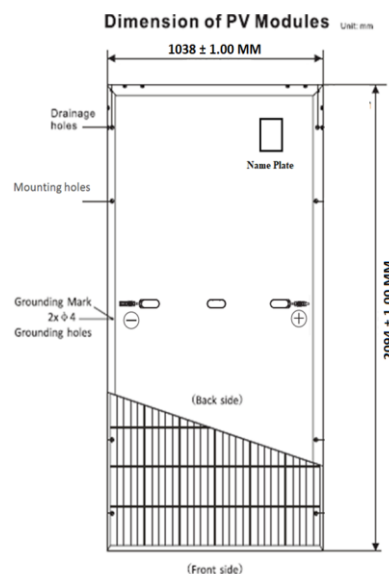 Dimension of PV Modules
Unit: mm
1038 ± 1.00 MM
Drainage
holes
Name Plate
Mounting holes
2094 ± 1.00 MM
Grounding Mark
2x ϕ 4
Grounding holes
(Back side)
(Front side)